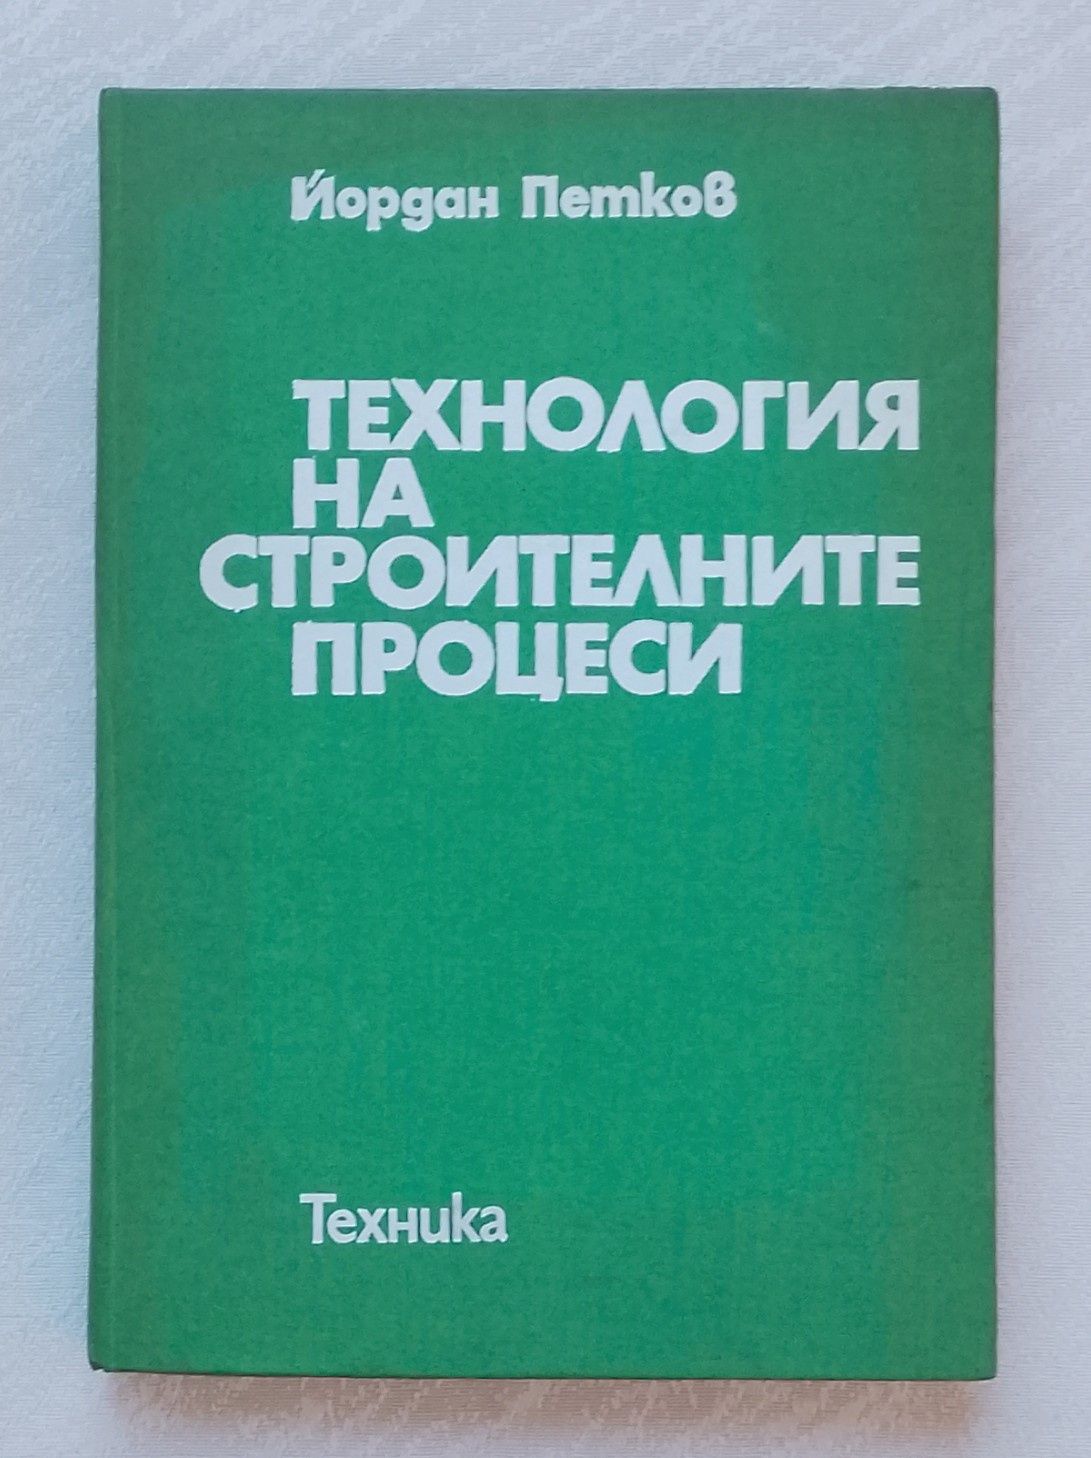 Йордан Петков
ТЕХНОЛОГИЯ
НА
СТРОИТЕЛНИТЕ
ПРОЦЕСИ
Техника